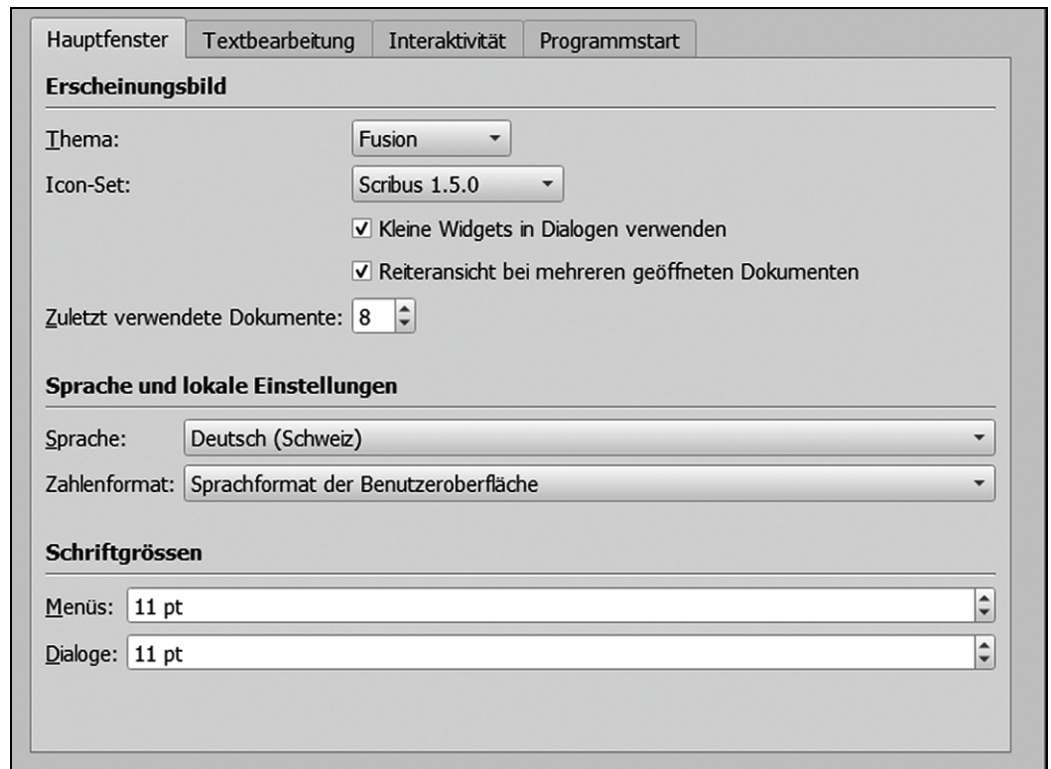 Hauptfenster Textbearbeitung Interaktivität Programmstart
Erscheinungsbild
Thema: Fusion
Icon-Set: Scribus 1.5.0
Kleine Widgets in Dialogen verwenden
Reiteransicht bei mehreren geöffneten Dokumenten
Zuletzt verwendete Dokumente: 8
Sprache und lokale Einstellungen
Sprache: Deutsch (Schweiz)
Zahlenformat: Sprachformat der Benutzeroberfläche
Schriftgrössen
Menüs: 11 pt
Dialoge: 11 pt